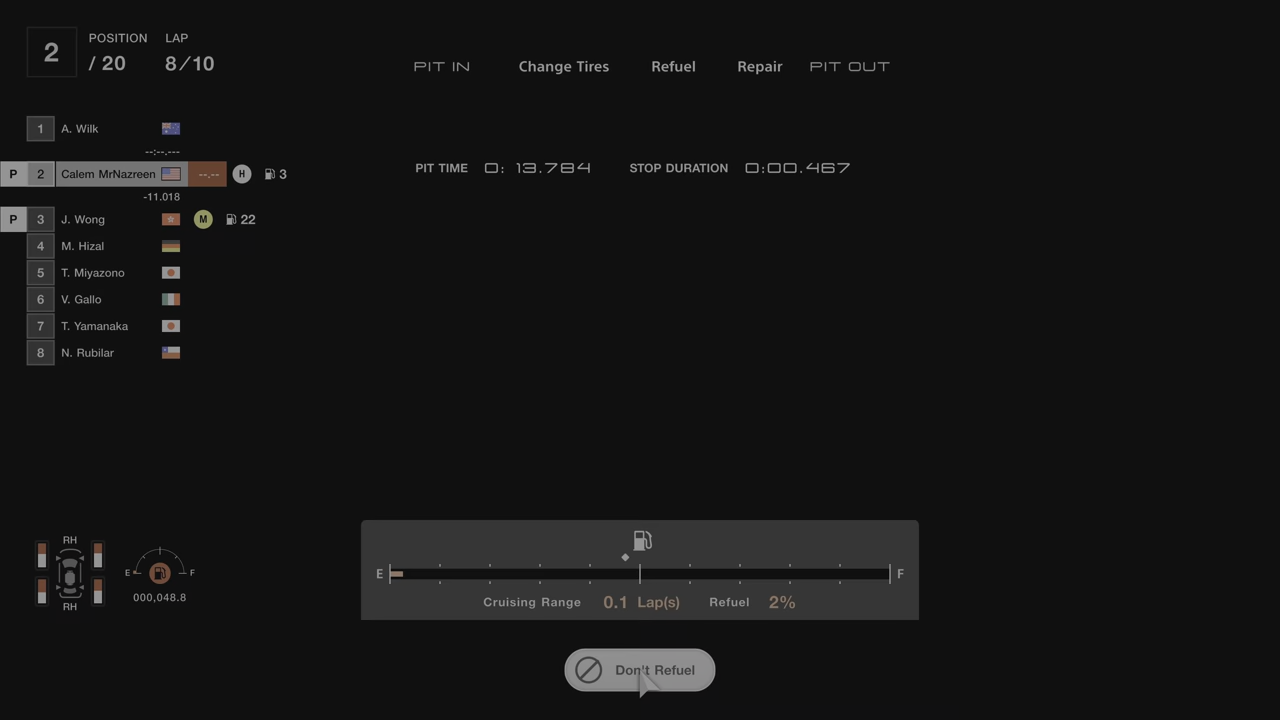 2
POSITION LAP
/ 20 8/10
PIT IN Change Tires Refuel Repair PIT OUT
1 A. Wilk
--:--.---
P 2 Calem MrNazreen --.-- H 3
-11.018
PIT TIME 0: 13.784 STOP DURATION 0:00.467
P 3 J. Wong M 22
4 M. Hizal
5 T. Miyazono
6 V. Gallo
7 T. Yamanaka
8 N. Rubilar
RH
E F
000,048.8
RH
E F
Cruising Range 0.1 Lap(s) Refuel 2%
Don't Refuel